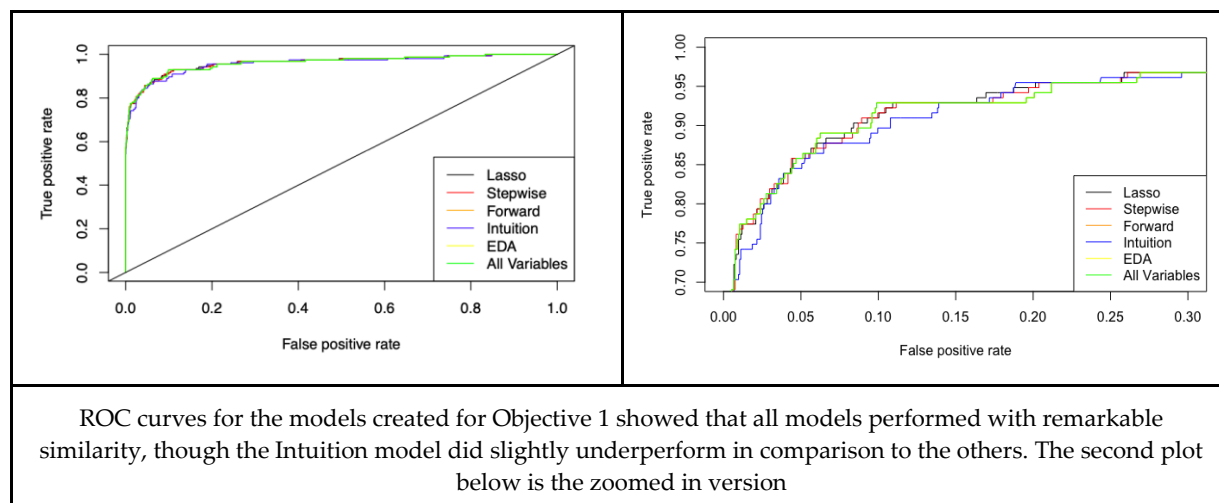 1.0
0.8
0.6
0.4
0.2
0.0
True positive rate
Lasso
Stepwise
Forward
Intuition
EDA
All Variables
0.0 0.2 0.4 0.6 0.8 1.0
False positive rate
1.00
0.95
0.90
0.85
0.80
0.75
0.70
True positive rate
Lasso
Stepwise
Forward
Intuition
EDA
All Variables
0.00 0.05 0.10 0.15 0.20 0.25 0.30
False positive rate
ROC curves for the models created for Objective 1 showed that all models performed with remarkable
similarity, though the Intuition model did slightly underperform in comparison to the others. The second plot
below is the zoomed in version